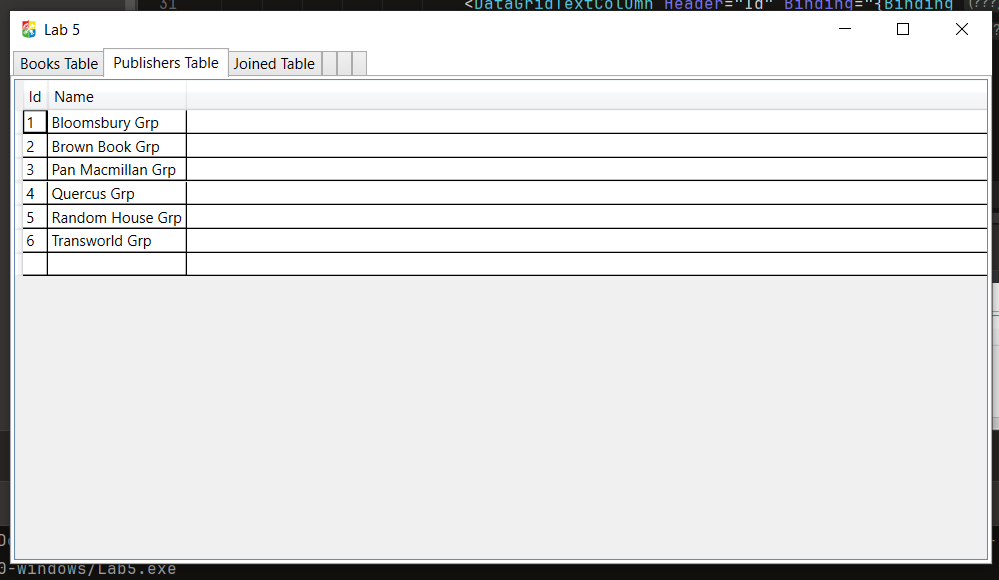 31 <DataGridTextColumn Header="Id" Binding="{Binding (???
Lab 5
Books Table Publishers Table Joined Table
Id Name
1 Bloomsbury Grp
2 Brown Book Grp
3 Pan Macmillan Grp
4 Quercus Grp
5 Random House Grp
6 Transworld Grp
0-windows/Lab5.exe